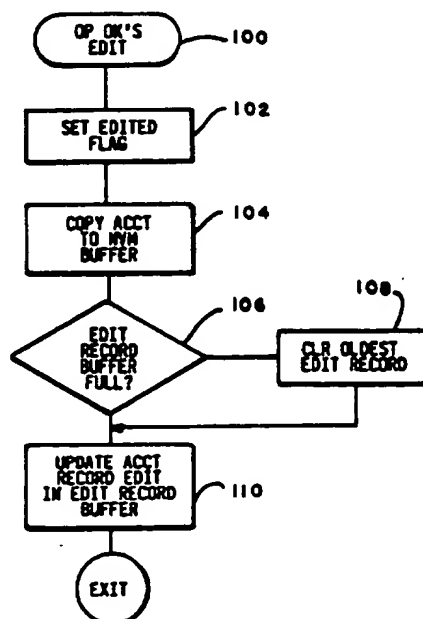 OP OK'S
EDIT
100
SET EDITED
FLAG
102
COPY ACCT
TO NVM
BUFFER
104
EDIT
RECORD
BUFFER
FULL?
106
108
CLR OLDEST
EDIT RECORD
UPDATE ACCT
RECORD EDIT
IN EDIT RECORD
BUFFER
110
EXIT